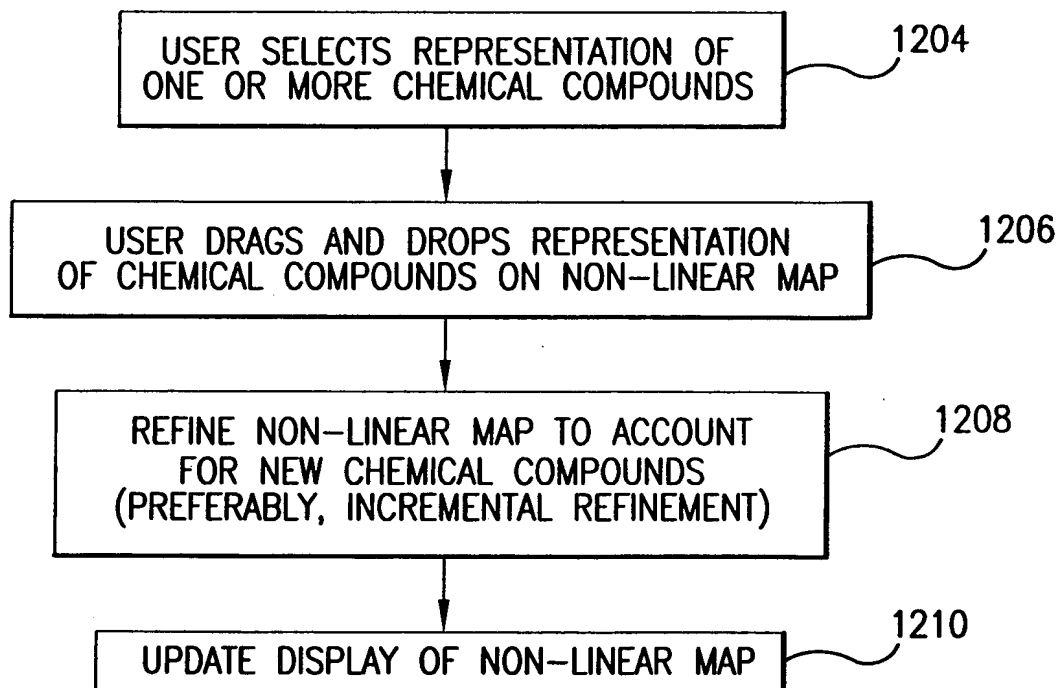 USER SELECTS REPRESENTATION OF
ONE OR MORE CHEMICAL COMPOUNDS
1204
USER DRAGS AND DROPS REPRESENTATION
OF CHEMICAL COMPOUNDS ON NON-LINEAR MAP
1206
REFINE NON-LINEAR MAP TO ACCOUNT
FOR NEW CHEMICAL COMPOUNDS
(PREFERABLY, INCREMENTAL REFINEMENT)
1208
UPDATE DISPLAY OF NON-LINEAR MAP
1210